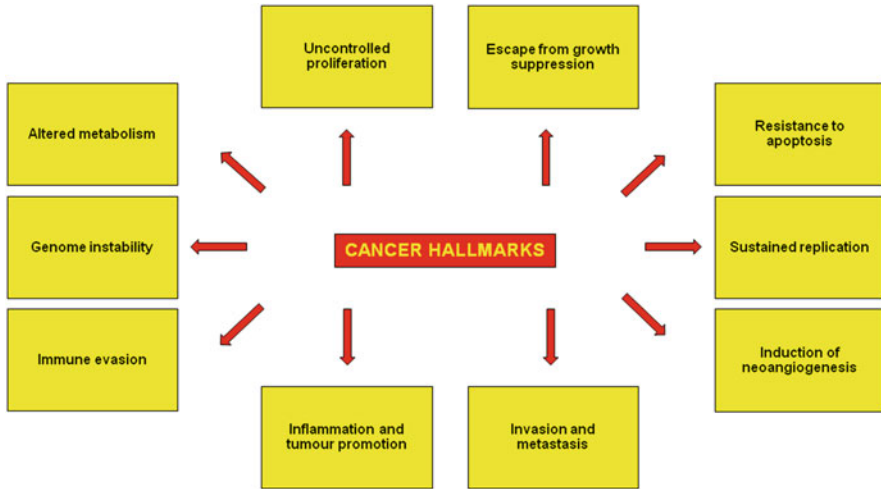 Uncontrolled
proliferation
Escape from growth
suppression
Altered metabolism
Resistance to
apoptosis
Genome instability
CANCER HALLMARKS
Sustained replication
Immune evasion
Induction of
neoangiogenesis
Inflammation and
tumour promotion
Invasion and
metastasis